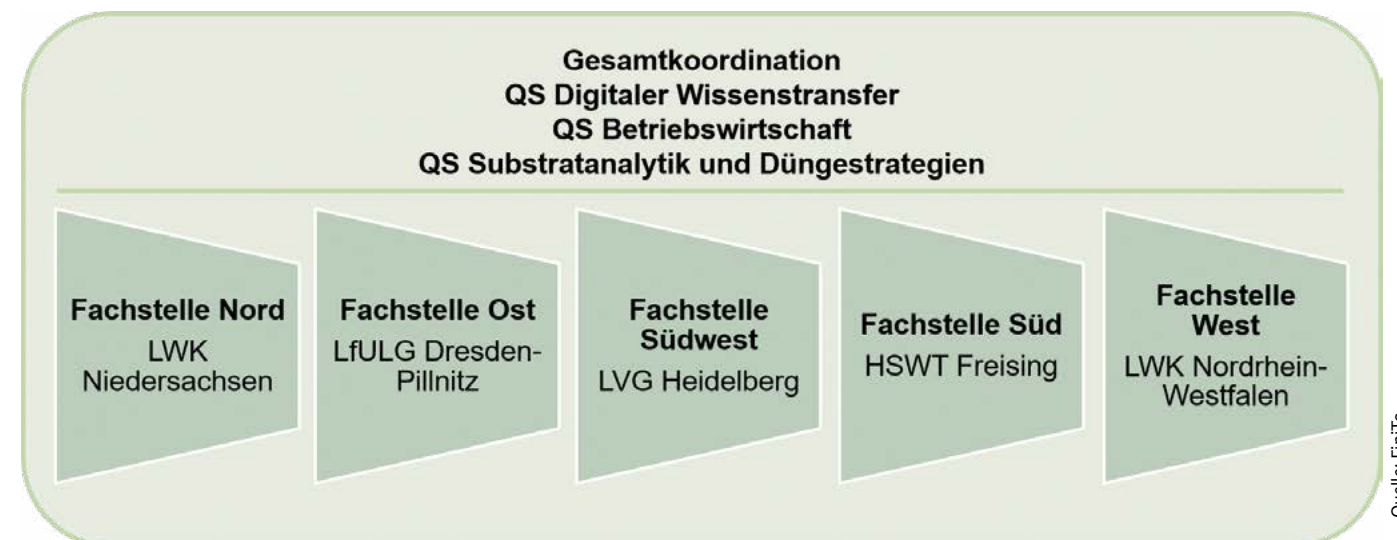 Gesamtkoordination
QS Digitaler Wissenstransfer
QS Betriebswirtschaft
QS Substratanalytik und Düngestrategien
Fachstelle Nord
LWK
Niedersachsen
Fachstelle Ost
LfULG Dresden-
Pillnitz
Fachstelle
Südwest
LVG Heidelberg
Fachstelle Süd
HSWT Freising
Fachstelle
West
LWK Nordrhein-
Westfalen